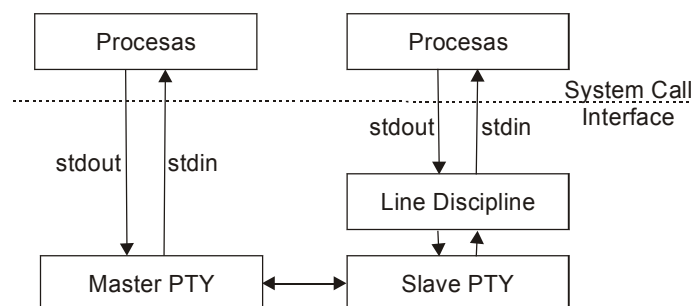 Procesas
Procesas
System Call
Interface
stdout
stdin
stdout
stdin
Line Discipline
Master PTY
Slave PTY